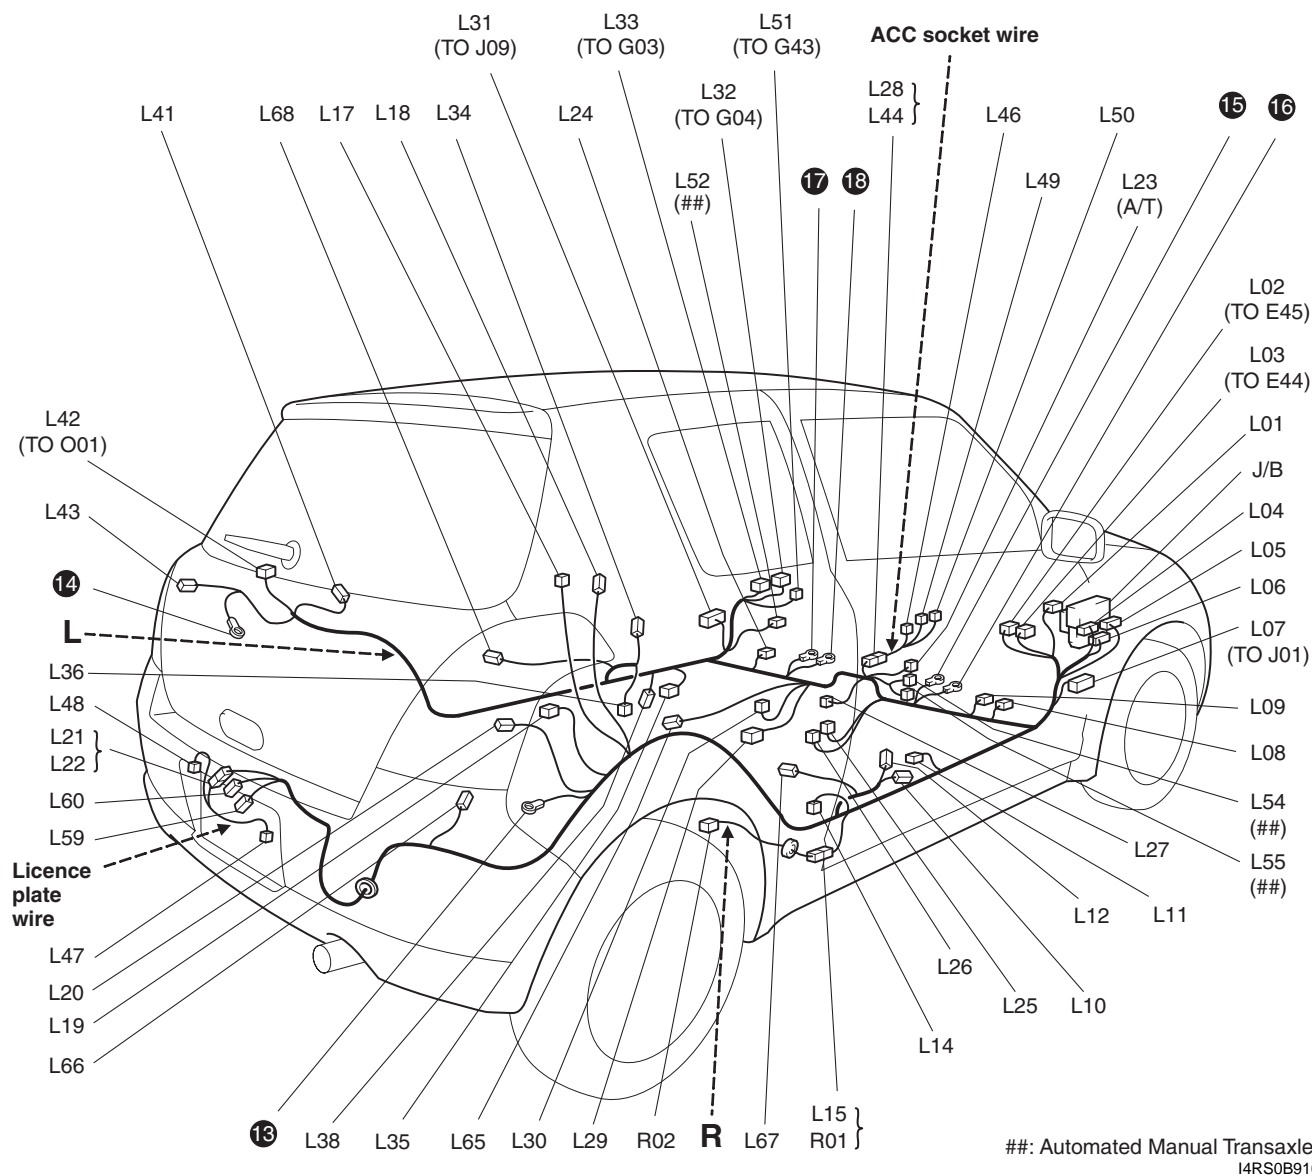 L31
(TO J09)
L33
(TO G03)
L51
(TO G43)
ACC socket wire
L41
L68
L17
L18
L34
L24
L32
(TO G04)
L28
L44
L46
L50
15
16
L52
(##)
17
18
L49
L23
(A/T)
L02
(TO E45)
L03
(TO E44)
L01
J/B
L04
L05
L06
L07
(TO J01)
L09
L08
L54
(##)
L55
(##)
L27
L11
L12
L10
L25
L26
L14
L42
(TO O01)
L43
14
L
L36
L48
L21
L22
L60
L59
Licence
plate
wire
L47
L20
L19
L66
13
L38
L35
L65
L30
L29
R02
R
L67
L15
R01
##: Automated Manual Transaxle
I4RS0B91